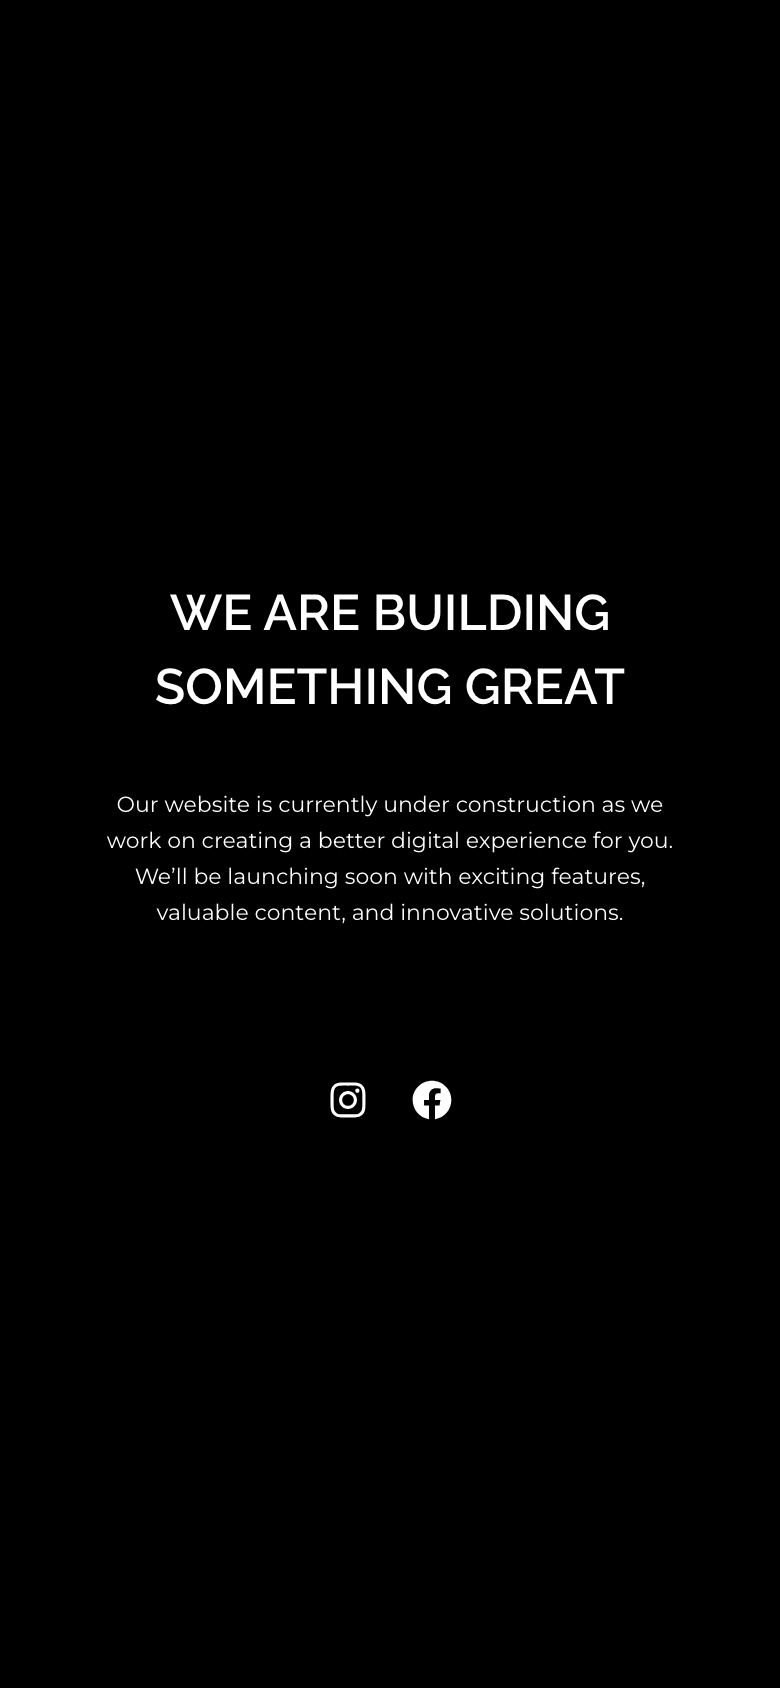 WE ARE BUILDING
SOMETHING GREAT
Our website is currently under construction as we
work on creating a better digital experience for you.
We’ll be launching soon with exciting features,
valuable content, and innovative solutions.